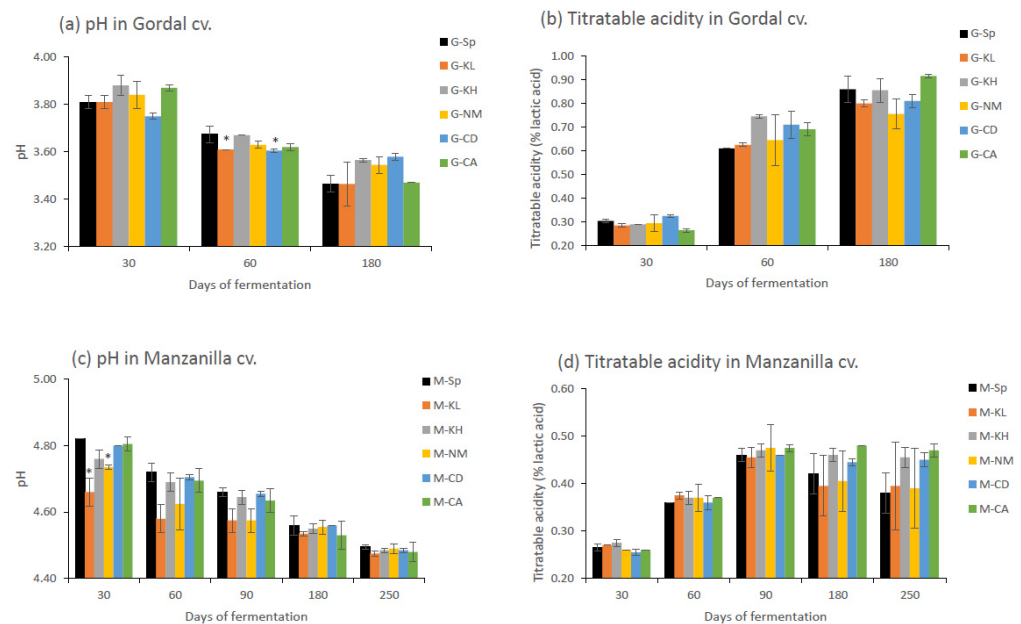 (a) pH in Gordal cv.
4.00
3.80
3.60
3.40
3.20
pH
*
*
30
60
180
Days of fermentation
G-Sp
G-KL
G-KH
G-NM
G-CD
G-CA
(b) Titratable acidity in Gordal cv.
1.00
0.90
0.80
0.70
0.60
0.50
0.40
0.30
0.20
Titratable acidity (% lactic acid)
30
60
180
Days of fermentation
G-Sp
G-KL
G-KH
G-NM
G-CD
G-CA
(c) pH in Manzanilla cv.
5.00
4.80
4.60
4.40
pH
*
*
30
60
90
180
250
Days of fermentation
M-Sp
M-KL
M-KH
M-NM
M-CD
M-CA
(d) Titratable acidity in Manzanilla cv.
0.60
0.50
0.40
0.30
0.20
Titratable acidity (% lactic acid)
30
60
90
180
250
Days of fermentation
M-Sp
M-KL
M-KH
M-NM
M-CD
M-CA